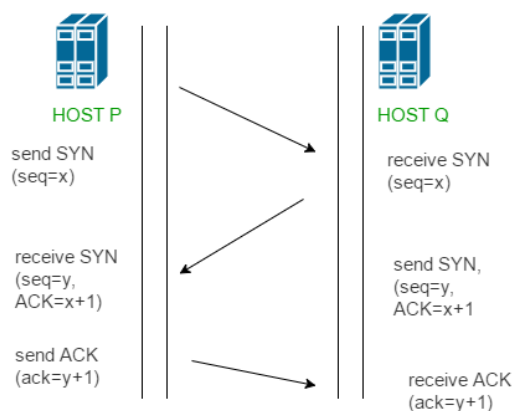 HOST P
HOST Q
send SYN
(seq=x)
receive SYN
(seq=x)
receive SYN
(seq=y,
ACK=x+1)
send SYN,
(seq=y,
ACK=x+1
send ACK
(ack=y+1)
receive ACK
(ack=y+1)